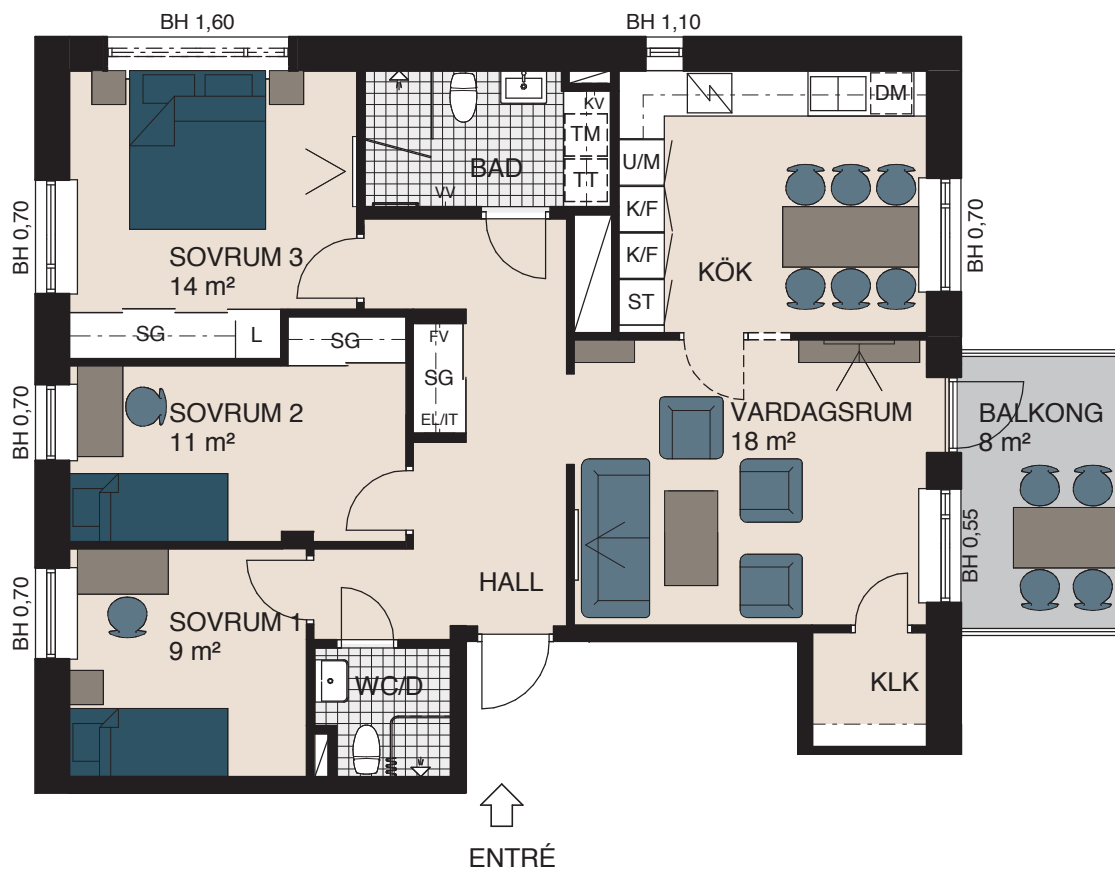 BH 1,60
BH 1,10
KV
DM
TM
BAD
U/M
TT
VV
BH 0,70
K/F
BH 0,70
SOVRUM 3
14 m²
K/F
KÖK
ST
SG
L
SG
FV
SG
EL/IT
BH 0,70
SOVRUM 2
11 m²
VARDAGSRUM
18 m²
BALKONG
8 m²
BH 0,55
HALL
BH 0,70
SOVRUM 1
9 m²
WC/D
KLK
ENTRÉ